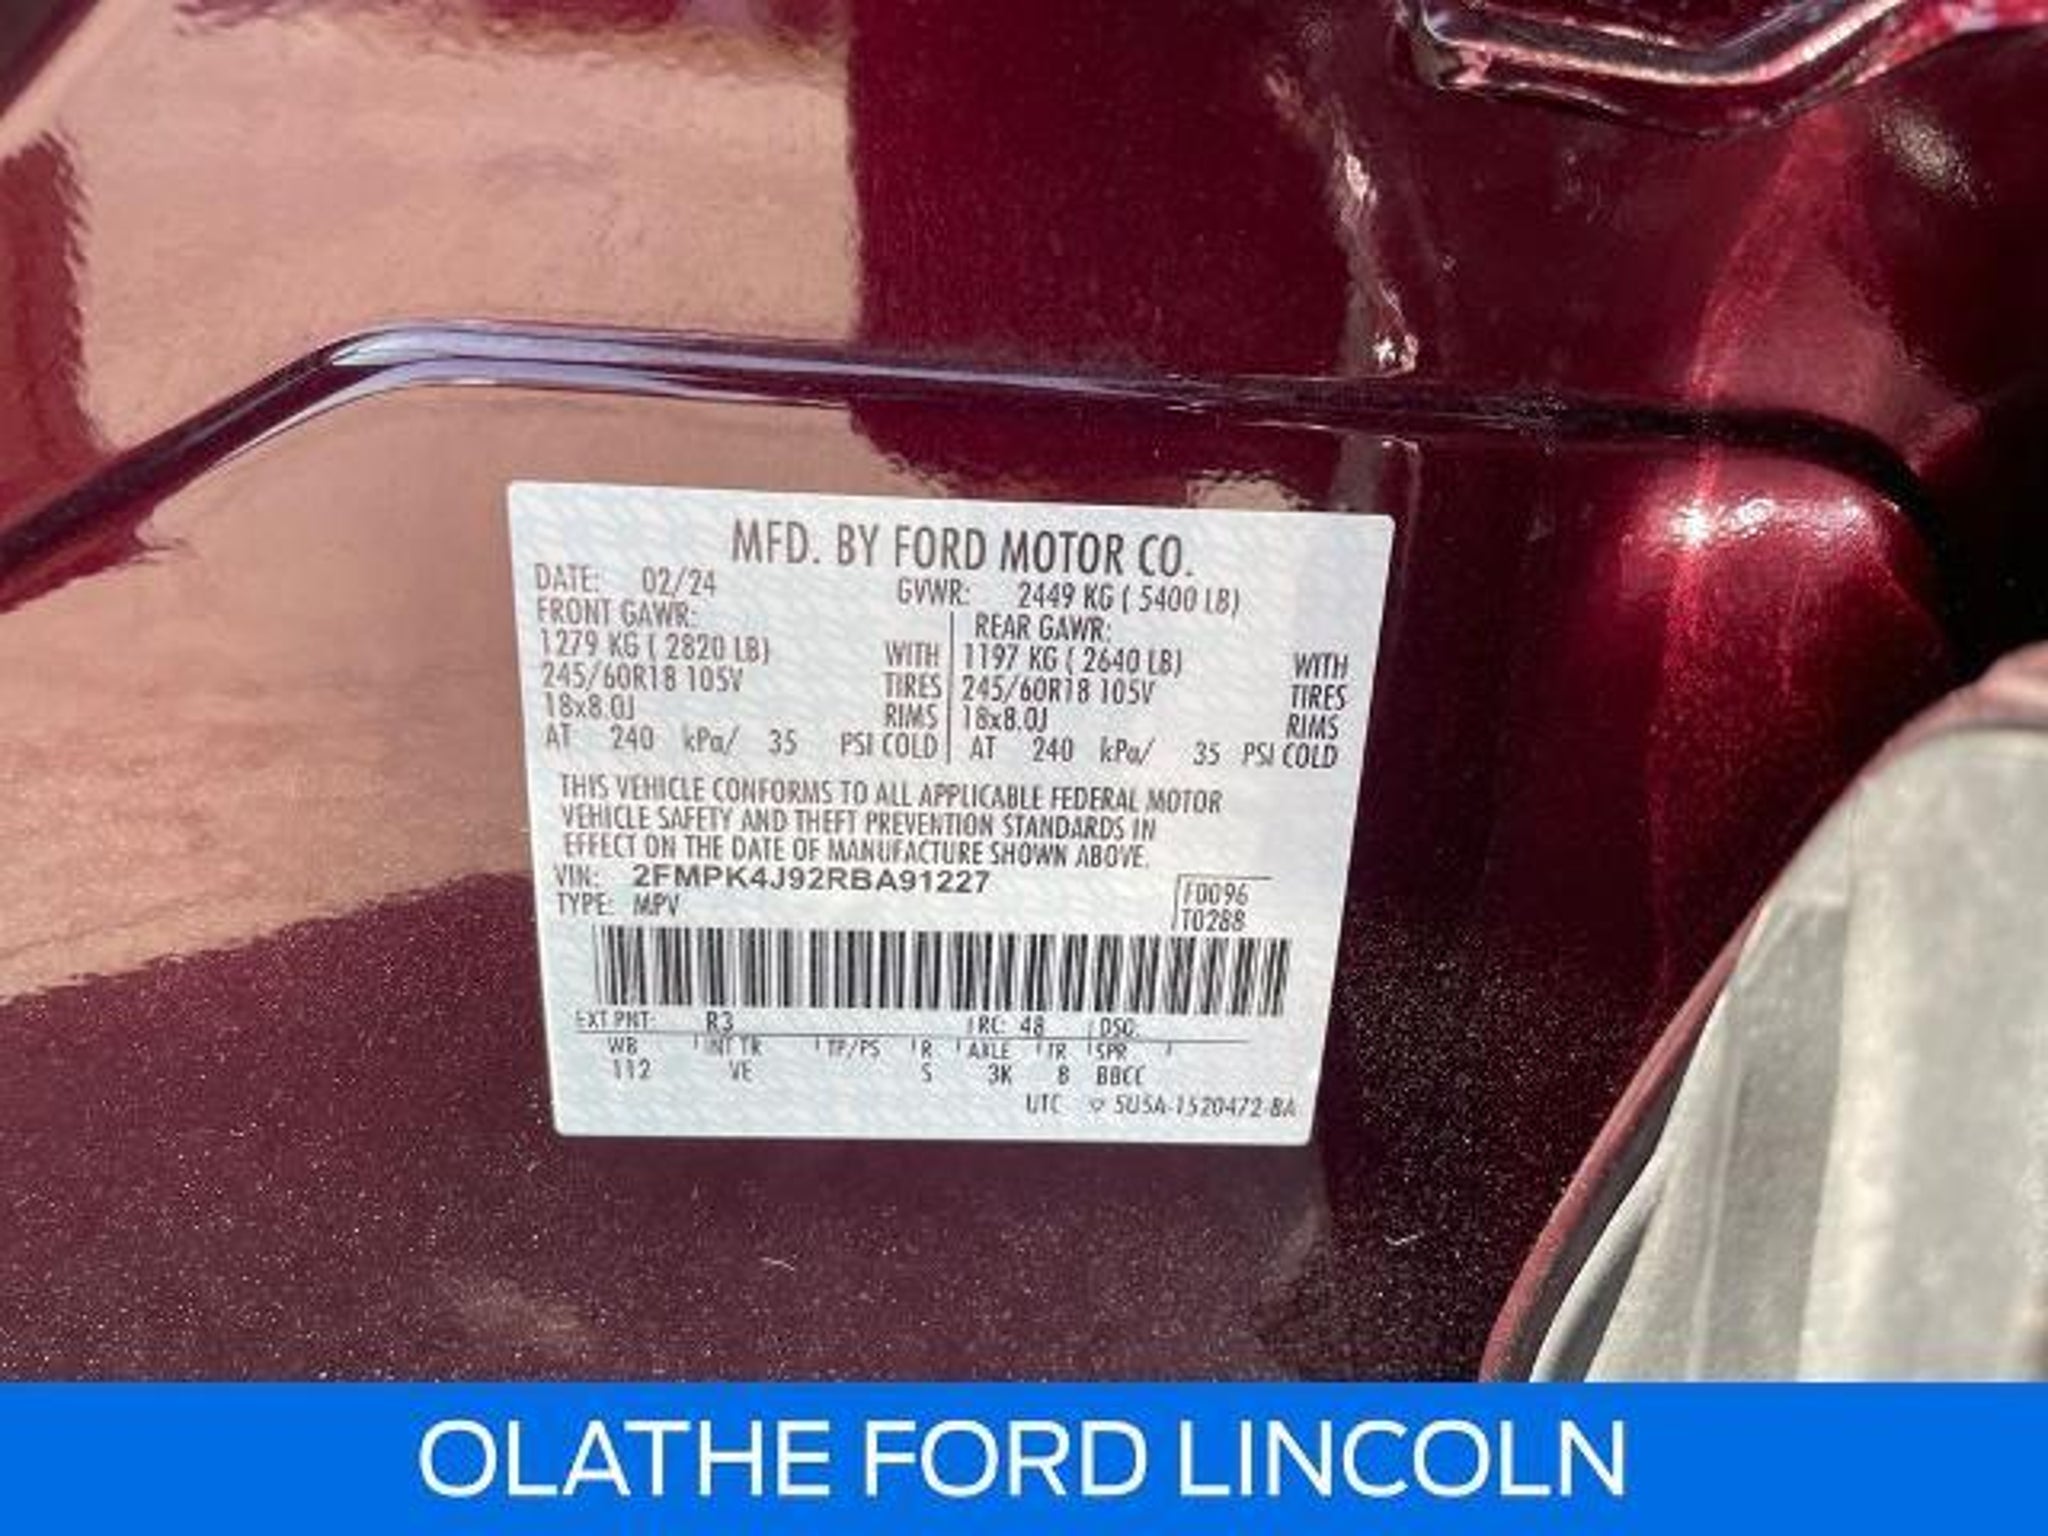 MFD. BY FORD MOTOR CO.
DATE: 02/24 GVWR: 2449 KG ( 5400 LB)
FRONT GAWR: REAR GAWR:
1279 KG ( 2820 LB) WITH 1197 KG ( 2640 LB) WITH
245/60R18 105V TIRES 245/60R18 105V TIRES
18x8.0J RIMS 18x8.0J RIMS
AT 240 kPa/ 35 PSI COLD AT 240 kPa/ 35 PSI COLD
THIS VEHICLE CONFORMS TO ALL APPLICABLE FEDERAL MOTOR
VEHICLE SAFETY AND THEFT PREVENTION STANDARDS IN
EFFECT ON THE DATE OF MANUFACTURE SHOWN ABOVE.
VIN: 2FMPK4J92RBA91227
TYPE: MPV
F0096
T0288
EXT PNT: R3 RC: 48 DSO:
WB INT TR TP/PS R AXLE TR SPR
112 VE S 3K 8 BBCC
UTC 5U5A-1520472-BA
OLATHE FORD LINCOLN